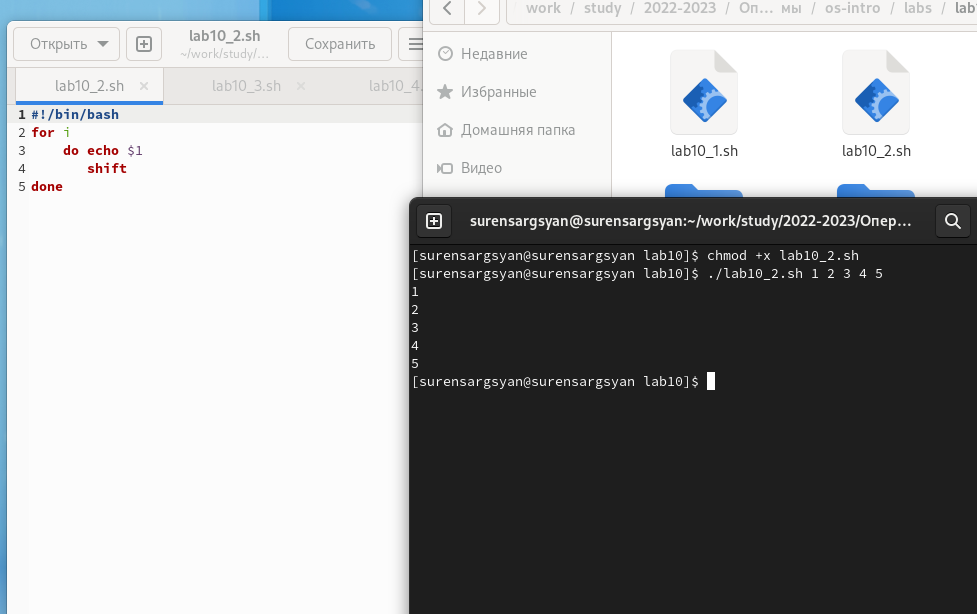 Открыть
lab10_2.sh
~/work/study/...
Сохранить
lab10_2.sh
lab10_3.sh
lab10_4.
1 #!/bin/bash
2 for i
3 do echo $1
4 shift
5 done
work / study / 2022-2023 / Оп... мы / os-intro / labs / lab
Недавние
Избранные
Домашняя папка
Видео
lab10_1.sh
lab10_2.sh
surensargsyan@surensargsyan:~/work/study/2022-2023/Опер...
[surensargsyan@surensargsyan lab10]$ chmod +x lab10_2.sh
[surensargsyan@surensargsyan lab10]$ ./lab10_2.sh 1 2 3 4 5
1
2
3
4
5
[surensargsyan@surensargsyan lab10]$